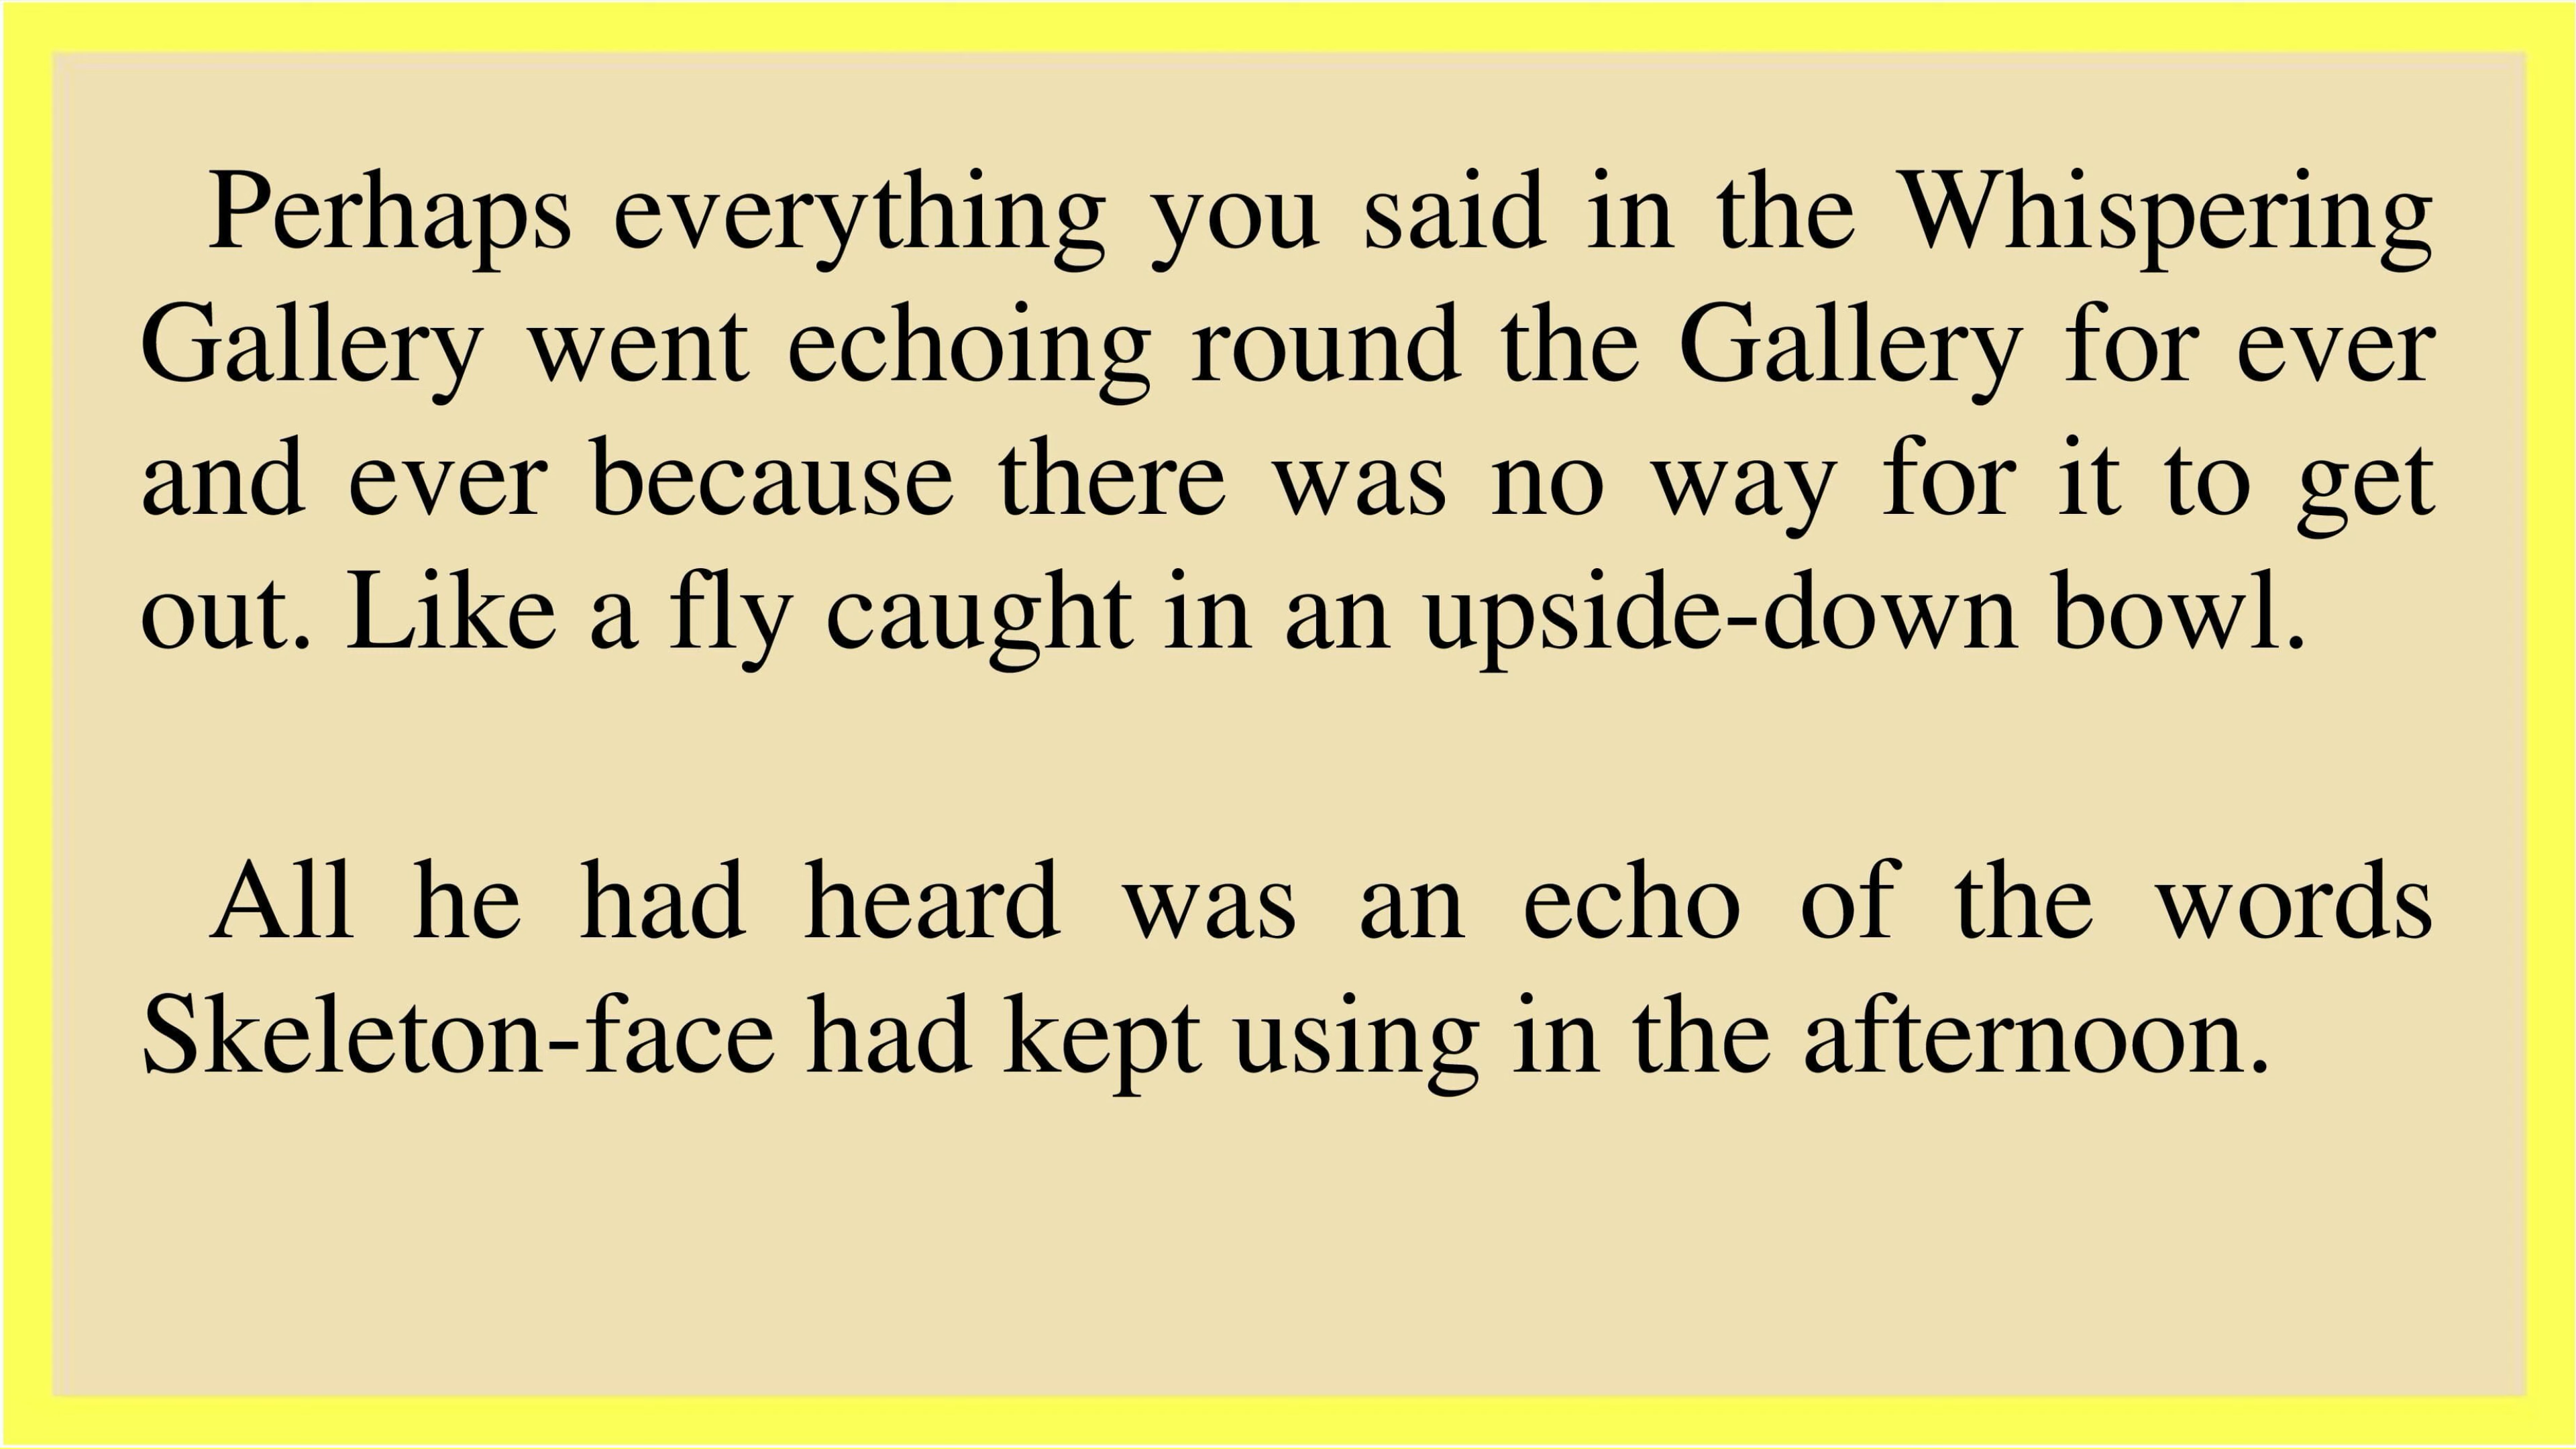 Perhaps everything you said in the Whispering
Gallery went echoing round the Gallery for ever
and ever because there was no way for it to get
out. Like a fly caught in an upside-down bowl.
All he had heard was an echo of the words
Skeleton-face had kept using in the afternoon.